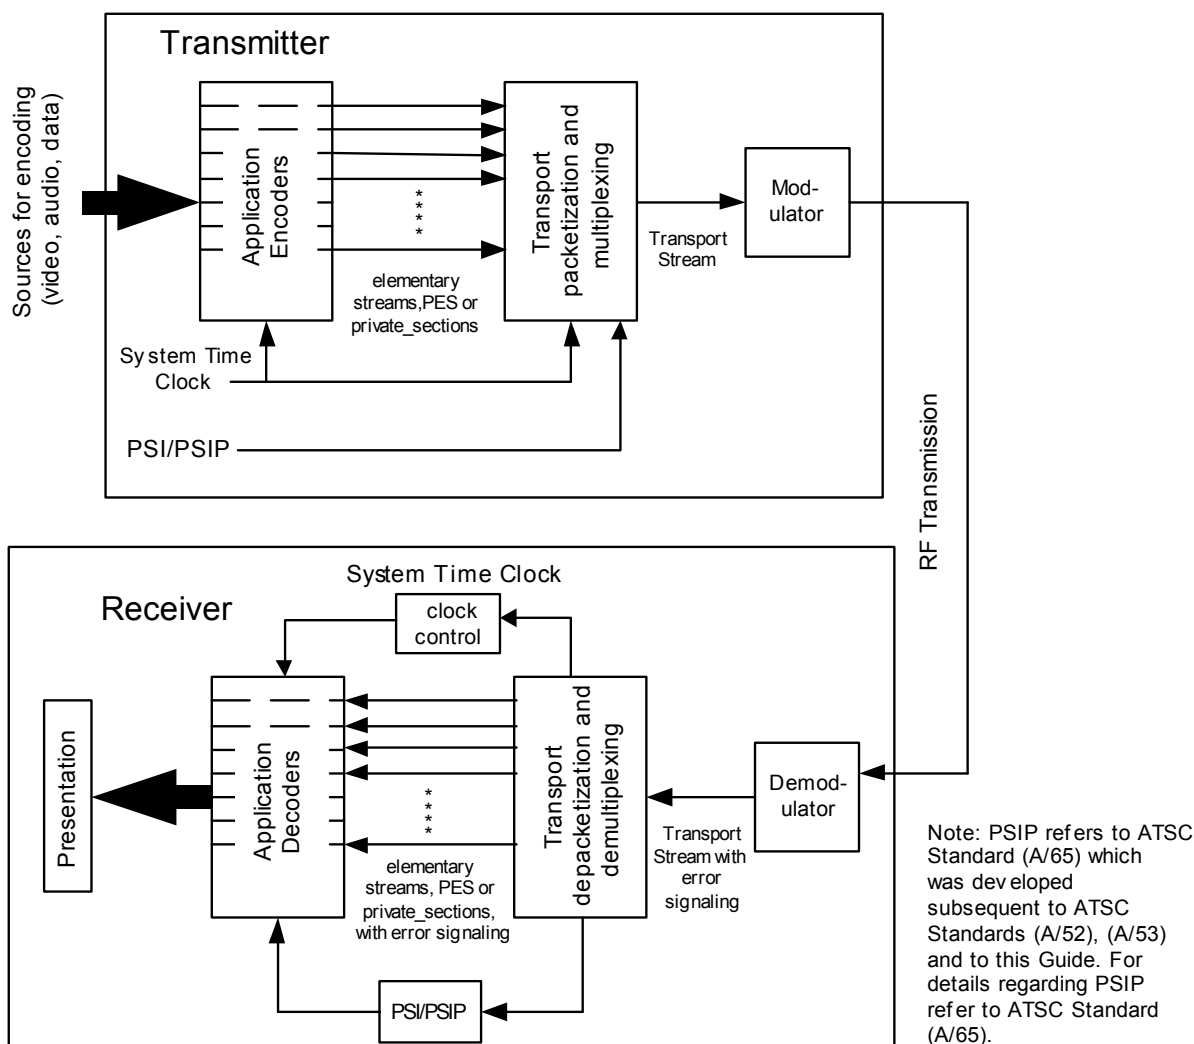 Transmitter
Sources for encoding
(video, audio, data)
Application
Encoders
* * * *
elementary
streams,PES or
private_sections
Transport
packetization and
multiplexing
Transport
Stream
Mod-
ulator
System Time
Clock
PSI/PSIP
RF Transmission
Receiver
System Time Clock
clock
control
Presentation
Application
Decoders
* * * *
elementary
streams, PES or
private_sections,
with error signaling
Transport
depacketization and
demultiplexing
Transport
Stream with
error
signaling
Demod-
ulator
PSI/PSIP
Note: PSIP refers to ATSC
Standard (A/65) which
was developed
subsequent to ATSC
Standards (A/52), (A/53)
and to this Guide. For
details regarding PSIP
refer to ATSC Standard
(A/65).